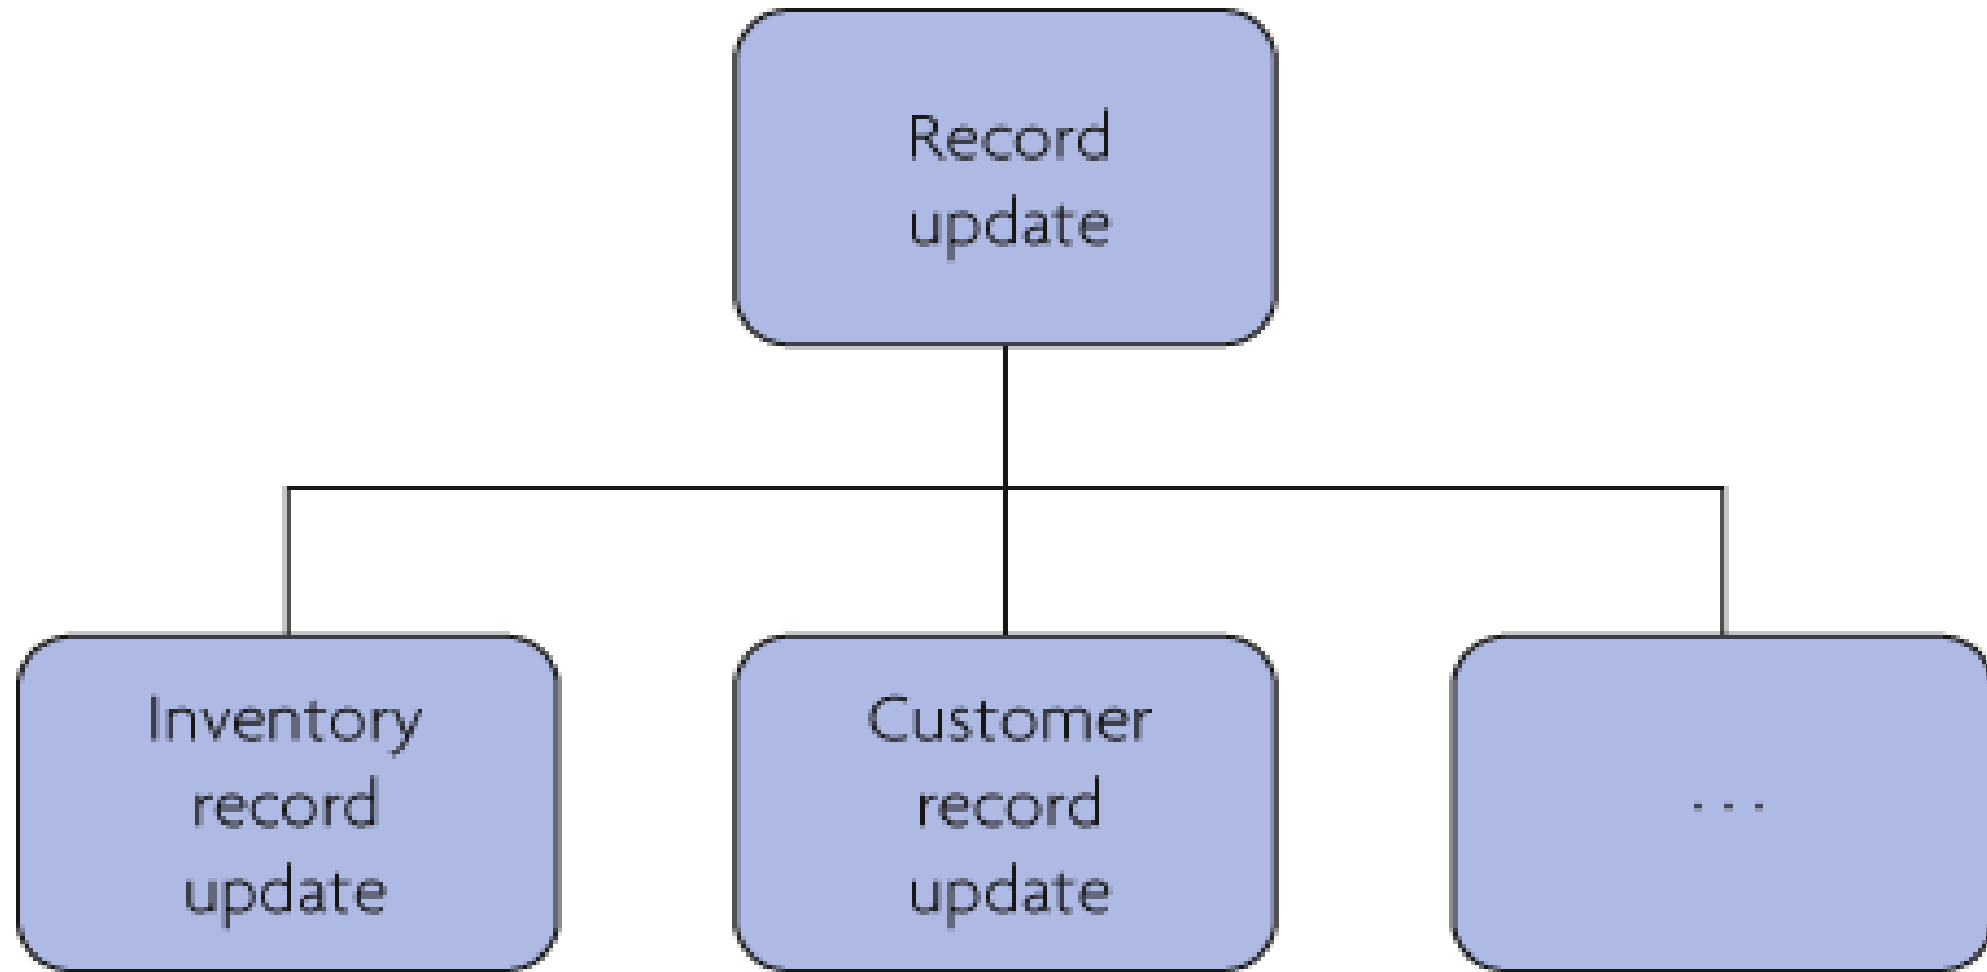 Record
update
Inventory
record
update
Customer
record
update
...